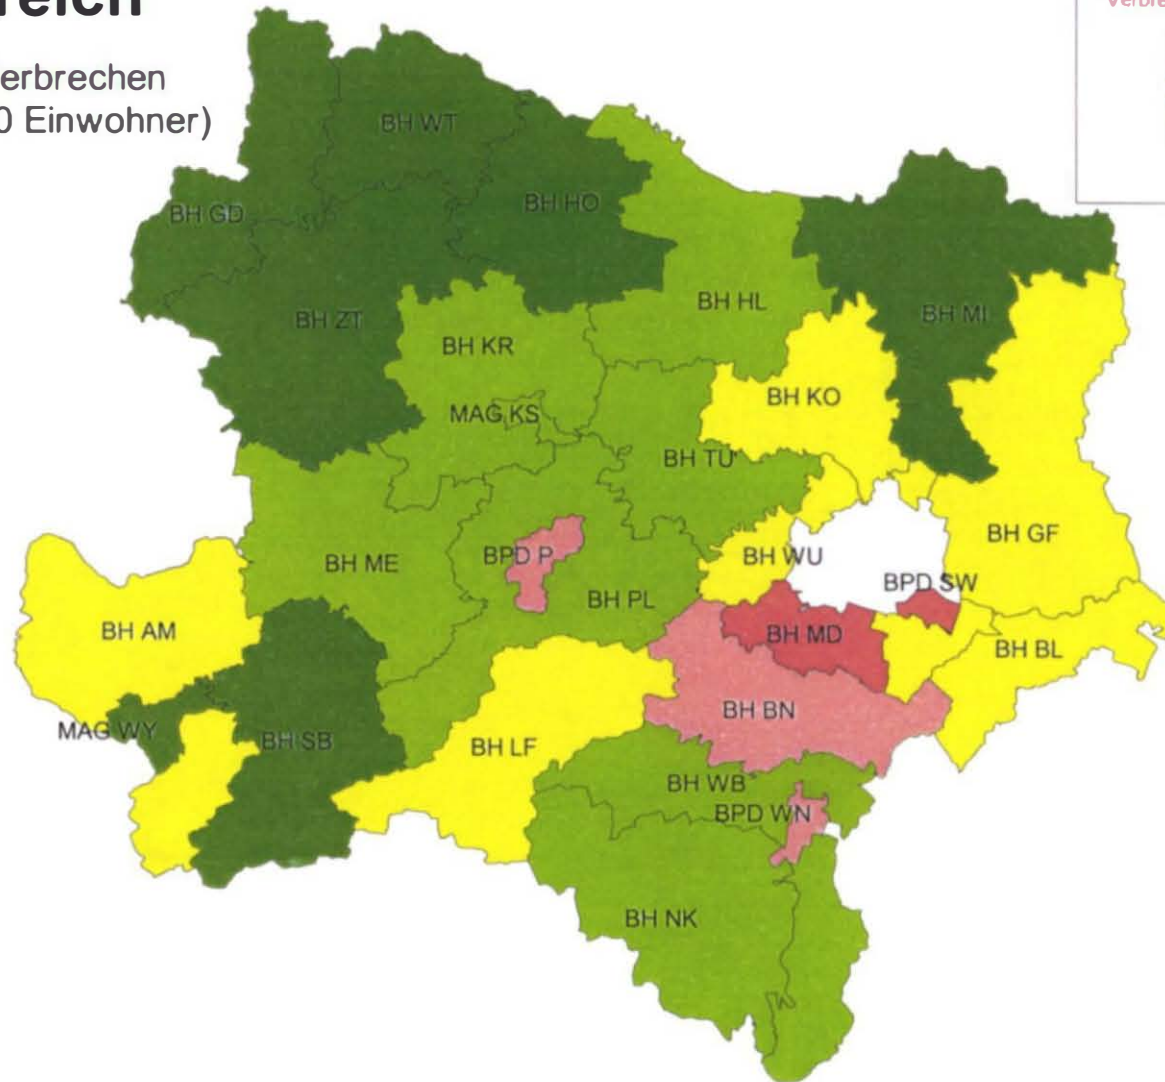 reich
Verbre
erbrechen
0 Einwohner)
BH WT
BH GD
BH HO
BH HL
BH MI
BH ZT
BH KR
BH KO
MAG KS
BH TU
BH GF
BH ME
BPD P
BH WU
BPD SW
BH PL
BH AM
BH MD
BH BL
BH BN
MAG WY
BH SB
BH LF
BH WB
BPD WN
BH NK